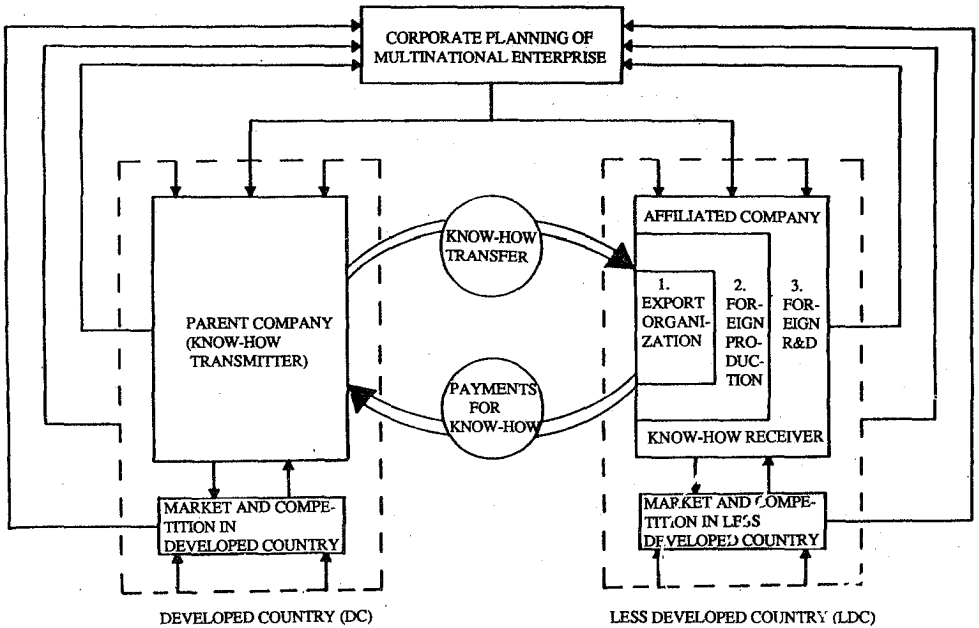 CORPORATE PLANNING OF
MULTINATIONAL ENTERPRISE
PARENT COMPANY
(KNOW-HOW
TRANSMITTER)
KNOW-HOW
TRANSFER
PAYMENTS
FOR
KNOW-HOW
AFFILIATED COMPANY
1.
EXPORT
ORGANI-
ZATION
2.
FOR-
EIGN
PRO-
DUC-
TION
3.
FOR-
EIGN
R&D
KNOW-HOW RECEIVER
MARKET AND COMPE-
TITION IN
DEVELOPED COUNTRY
MARKET AND COMPE-
TITION IN LESS
DEVELOPED COUNTRY
DEVELOPED COUNTRY (DC)
LESS DEVELOPED COUNTRY (LDC)